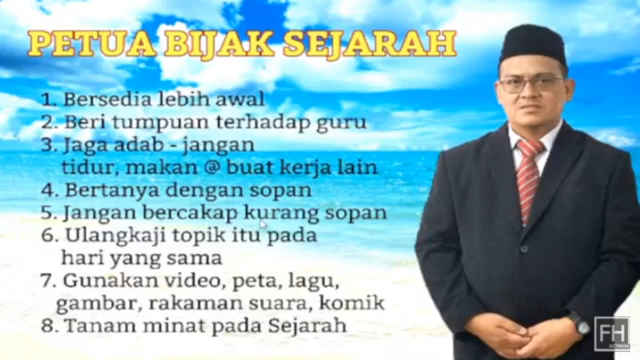 PETUA BIJAK SEJARAH
1. Bersedia lebih awal
2. Beri tumpuan terhadap guru
3. Jaga adab - jangan
tidur, makan @ buat kerja lain
4. Bertanya dengan sopan
5. Jangan bercakap kurang sopan
6. Ulangkaji topik itu pada
hari yang sama
7. Gunakan video, peta, lagu,
gambar, rakaman suara, komik
8. Tanam minat pada Sejarah
FH